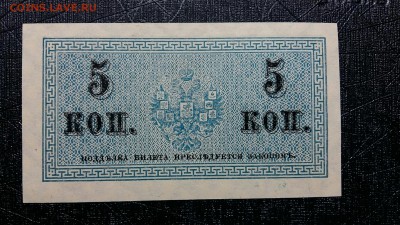 COINS.LAVE.RU
5 5
КОП. КОП.
ПОДДѢЛКА БИЛЕТА ПРЕСЛѢДУЕТСЯ ЗАКОНОМЪ.